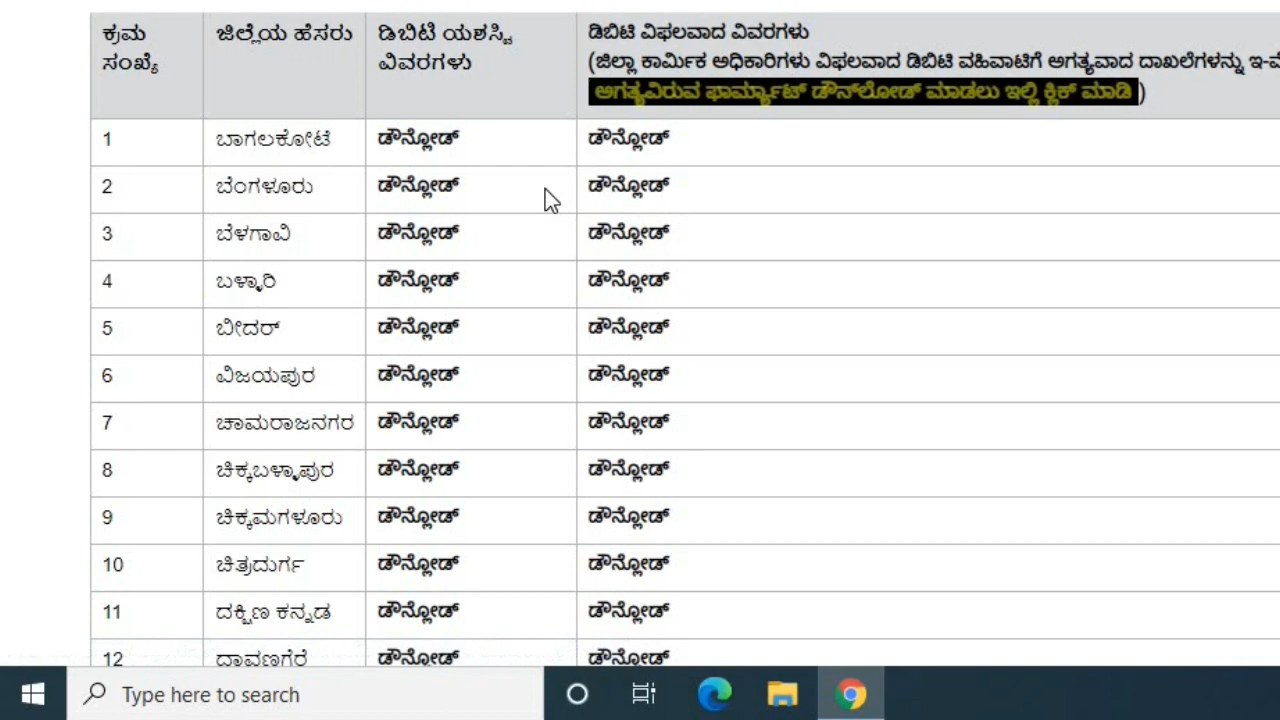 ಕ್ರಮ ಸಂಖ್ಯೆ ಜಿಲ್ಲೆಯ ಹೆಸರು ಡಿಬಿಟಿ ಯಶಸ್ವಿ ವಿವರಗಳು ಡಿಬಿಟಿ ವಿಫಲವಾದ ವಿವರಗಳು
(ಜಿಲ್ಲಾ ಕಾರ್ಮಿಕ ಅಧಿಕಾರಿಗಳು ವಿಫಲವಾದ ಡಿಬಿಟಿ ವಹಿವಾಟಿಗೆ ಅಗತ್ಯವಾದ ದಾಖಲೆಗಳನ್ನು
ಅಗತ್ಯವಿರುವ ಫಾರ್ಮ್ಯಾಟ್ ಡೌನ್‌ಲೋಡ್ ಮಾಡಲು ಇಲ್ಲಿ ಕ್ಲಿಕ್ ಮಾಡಿ )
1 ಬಾಗಲಕೋಟೆ ಡೌನ್ಲೋಡ್ ಡೌನ್ಲೋಡ್
2 ಬೆಂಗಳೂರು ಡೌನ್ಲೋಡ್ ಡೌನ್ಲೋಡ್
3 ಬೆಳಗಾವಿ ಡೌನ್ಲೋಡ್ ಡೌನ್ಲೋಡ್
4 ಬಳ್ಳಾರಿ ಡೌನ್ಲೋಡ್ ಡೌನ್ಲೋಡ್
5 ಬೀದರ್ ಡೌನ್ಲೋಡ್ ಡೌನ್ಲೋಡ್
6 ವಿಜಯಪುರ ಡೌನ್ಲೋಡ್ ಡೌನ್ಲೋಡ್
7 ಚಾಮರಾಜನಗರ ಡೌನ್ಲೋಡ್ ಡೌನ್ಲೋಡ್
8 ಚಿಕ್ಕಬಳ್ಳಾಪುರ ಡೌನ್ಲೋಡ್ ಡೌನ್ಲೋಡ್
9 ಚಿಕ್ಕಮಗಳೂರು ಡೌನ್ಲೋಡ್ ಡೌನ್ಲೋಡ್
10 ಚಿತ್ರದುರ್ಗ ಡೌನ್ಲೋಡ್ ಡೌನ್ಲೋಡ್
11 ದಕ್ಷಿಣ ಕನ್ನಡ ಡೌನ್ಲೋಡ್ ಡೌನ್ಲೋಡ್
12 ದಾವಣಗೆರೆ ಡೌನ್ಲೋಡ್ ಡೌನ್ಲೋಡ್
Type here to search